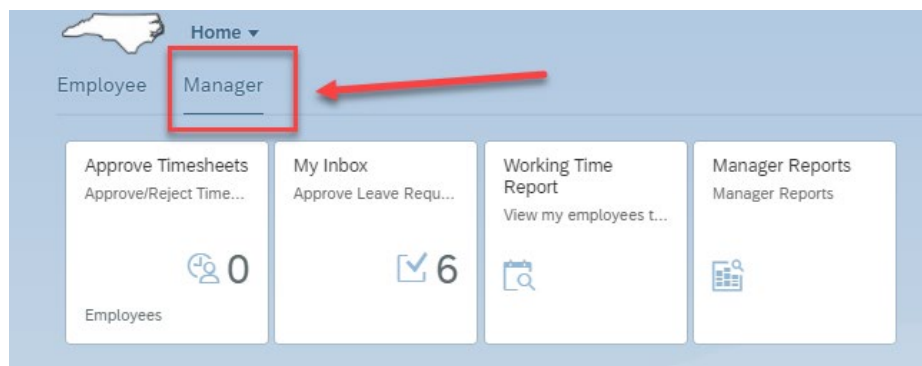 Home
Employee Manager
Approve Timesheets
Approve/Reject Time...
0
Employees
My Inbox
Approve Leave Requ...
6
Working Time
Report
View my employees t...
Manager Reports
Manager Reports